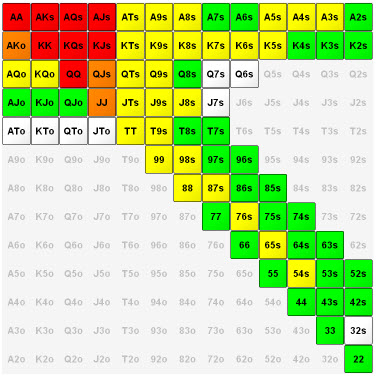 AA AKs AQs AJs ATs A9s A8s A7s A6s A5s A4s A3s A2s
AKo KK KQs KJs KTs K9s K8s K7s K6s K5s K4s K3s K2s
AQo KQo QQ QJs QTs Q9s Q8s Q7s Q6s Q5s Q4s Q3s Q2s
AJo KJo QJo JJ JTs J9s J8s J7s J6s J5s J4s J3s J2s
ATo KTo QTo JTo TT T9s T8s T7s T6s T5s T4s T3s T2s
A9o K9o Q9o J9o T9o 99 98s 97s 96s 95s 94s 93s 92s
A8o K8o Q8o J8o T8o 98o 88 87s 86s 85s 84s 83s 82s
A7o K7o Q7o J7o T7o 97o 87o 77 76s 75s 74s 73s 72s
A6o K6o Q6o J6o T6o 96o 86o 76o 66 65s 64s 63s 62s
A5o K5o Q5o J5o T5o 95o 85o 75o 65o 55 54s 53s 52s
A4o K4o Q4o J4o T4o 94o 84o 74o 64o 54o 44 43s 42s
A3o K3o Q3o J3o T3o 93o 83o 73o 63o 53o 43o 33 32s
A2o K2o Q2o J2o T2o 92o 82o 72o 62o 52o 42o 32o 22